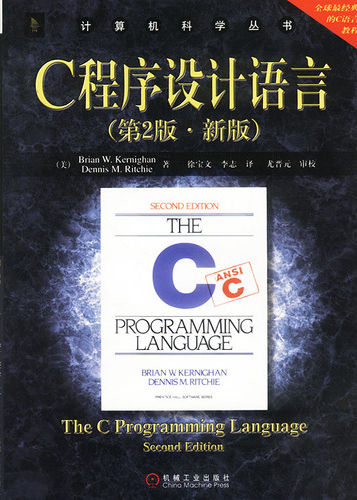 计算机科学丛书
全球最经典
的C语言
教程
C程序设计语言
(第2版·新版)
(美) Brian W. Kernighan
Dennis M. Ritchie 著 徐宝文 李志 译 尤晋元 审校
SECOND EDITION
THE
C
ANSI
C
PROGRAMMING
LANGUAGE
BRIAN W. KERNIGHAN
DENNIS M. RITCHIE
PRENTICE HALL SOFTWARE SERIES
The C Programming Language
Second Edition
机械工业出版社
China Machine Press